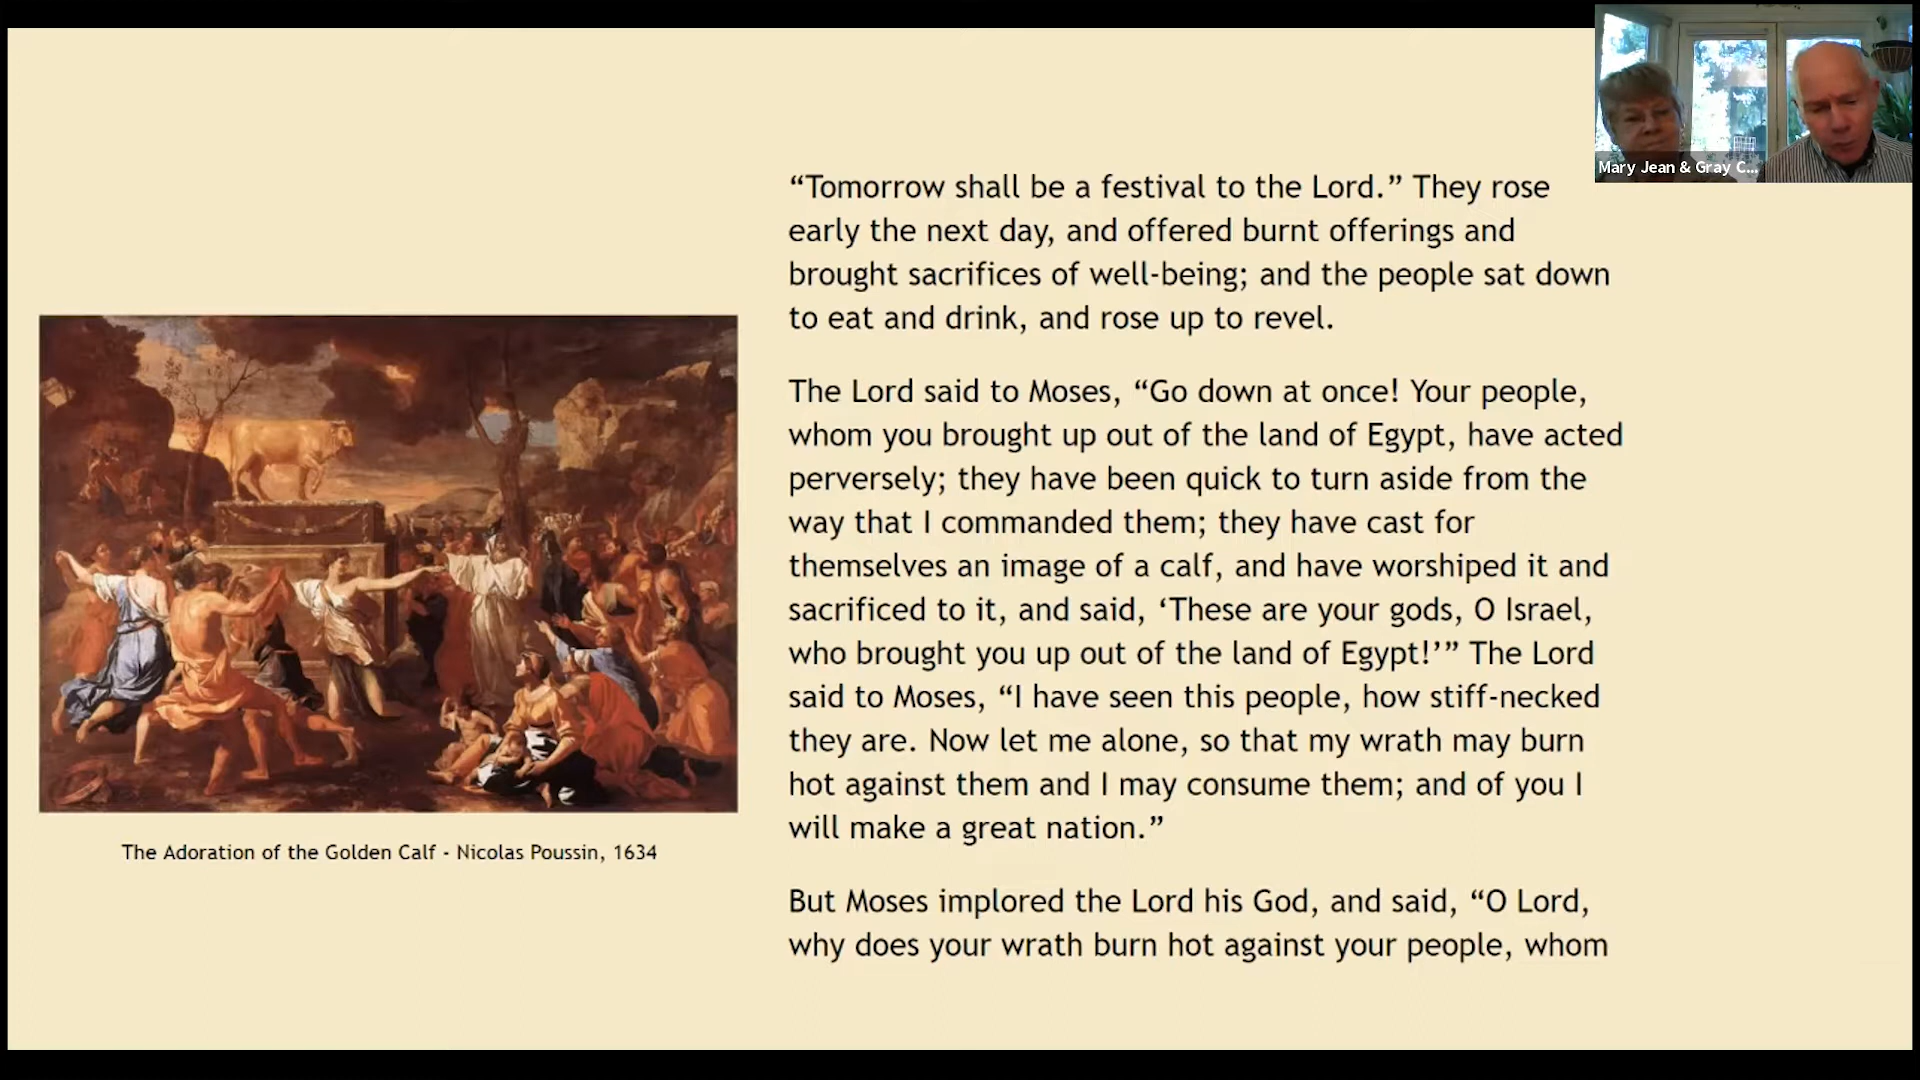 Mary Jean & Gray C...
“Tomorrow shall be a festival to the Lord.” They rose
early the next day, and offered burnt offerings and
brought sacrifices of well-being; and the people sat down
to eat and drink, and rose up to revel.
The Lord said to Moses, “Go down at once! Your people,
whom you brought up out of the land of Egypt, have acted
perversely; they have been quick to turn aside from the
way that I commanded them; they have cast for
themselves an image of a calf, and have worshiped it and
sacrificed to it, and said, ‘These are your gods, O Israel,
who brought you up out of the land of Egypt!’” The Lord
said to Moses, “I have seen this people, how stiff-necked
they are. Now let me alone, so that my wrath may burn
hot against them and I may consume them; and of you I
will make a great nation.”
But Moses implored the Lord his God, and said, “O Lord,
why does your wrath burn hot against your people, whom
The Adoration of the Golden Calf - Nicolas Poussin, 1634